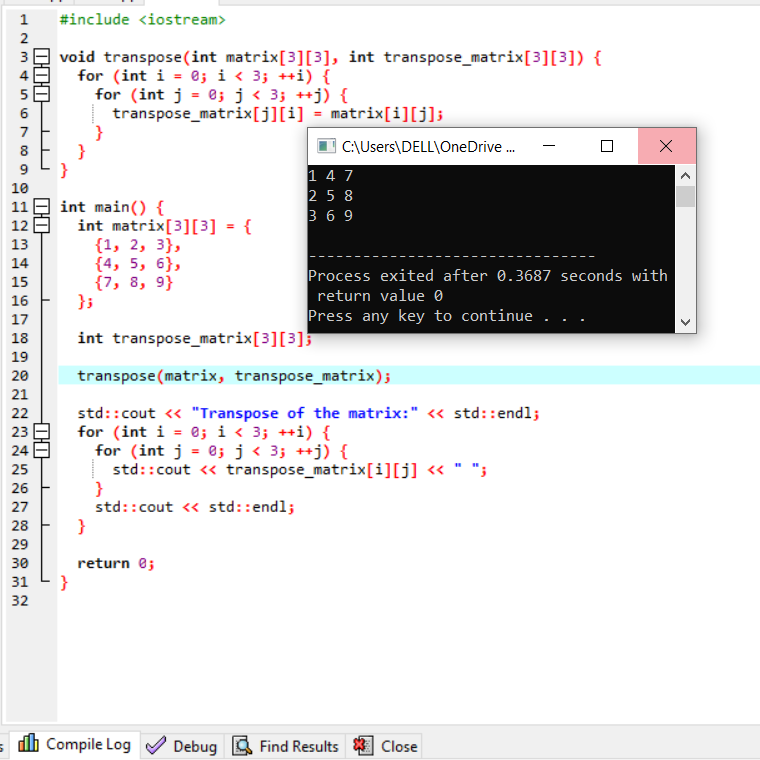 1 #include <iostream>
2
3 void transpose(int matrix[3][3], int transpose_matrix[3][3]) {
4   for (int i = 0; i < 3; ++i) {
5     for (int j = 0; j < 3; ++j) {
6       transpose_matrix[j][i] = matrix[i][j];
7     }
8   }
9 }
10
11 int main() {
12   int matrix[3][3] = {
13     {1, 2, 3},
14     {4, 5, 6},
15     {7, 8, 9}
16   };
17
18   int transpose_matrix[3][3];
19
20   transpose(matrix, transpose_matrix);
21
22   std::cout << "Transpose of the matrix:" << std::endl;
23   for (int i = 0; i < 3; ++i) {
24     for (int j = 0; j < 3; ++j) {
25       std::cout << transpose_matrix[i][j] << " ";
26     }
27     std::cout << std::endl;
28   }
29
30   return 0;
31 }
32
C:\Users\DELL\OneDrive ...
1 4 7
2 5 8
3 6 9
--------------------------------
Process exited after 0.3687 seconds with
 return value 0
Press any key to continue . . .
Compile Log Debug Find Results Close